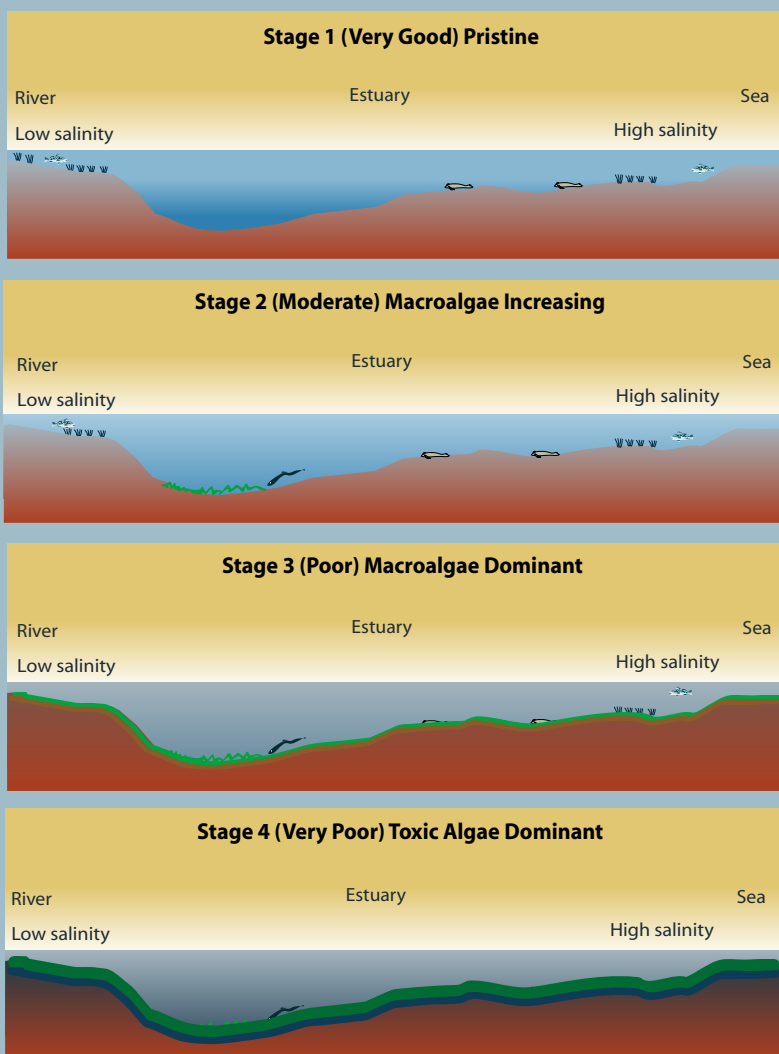 Stage 1 (Very Good) Pristine
River
Estuary
Sea
Low salinity
High salinity
Stage 2 (Moderate) Macroalgae Increasing
River
Estuary
Sea
Low salinity
High salinity
Stage 3 (Poor) Macroalgae Dominant
River
Estuary
Sea
Low salinity
High salinity
Stage 4 (Very Poor) Toxic Algae Dominant
River
Estuary
Sea
Low salinity
High salinity